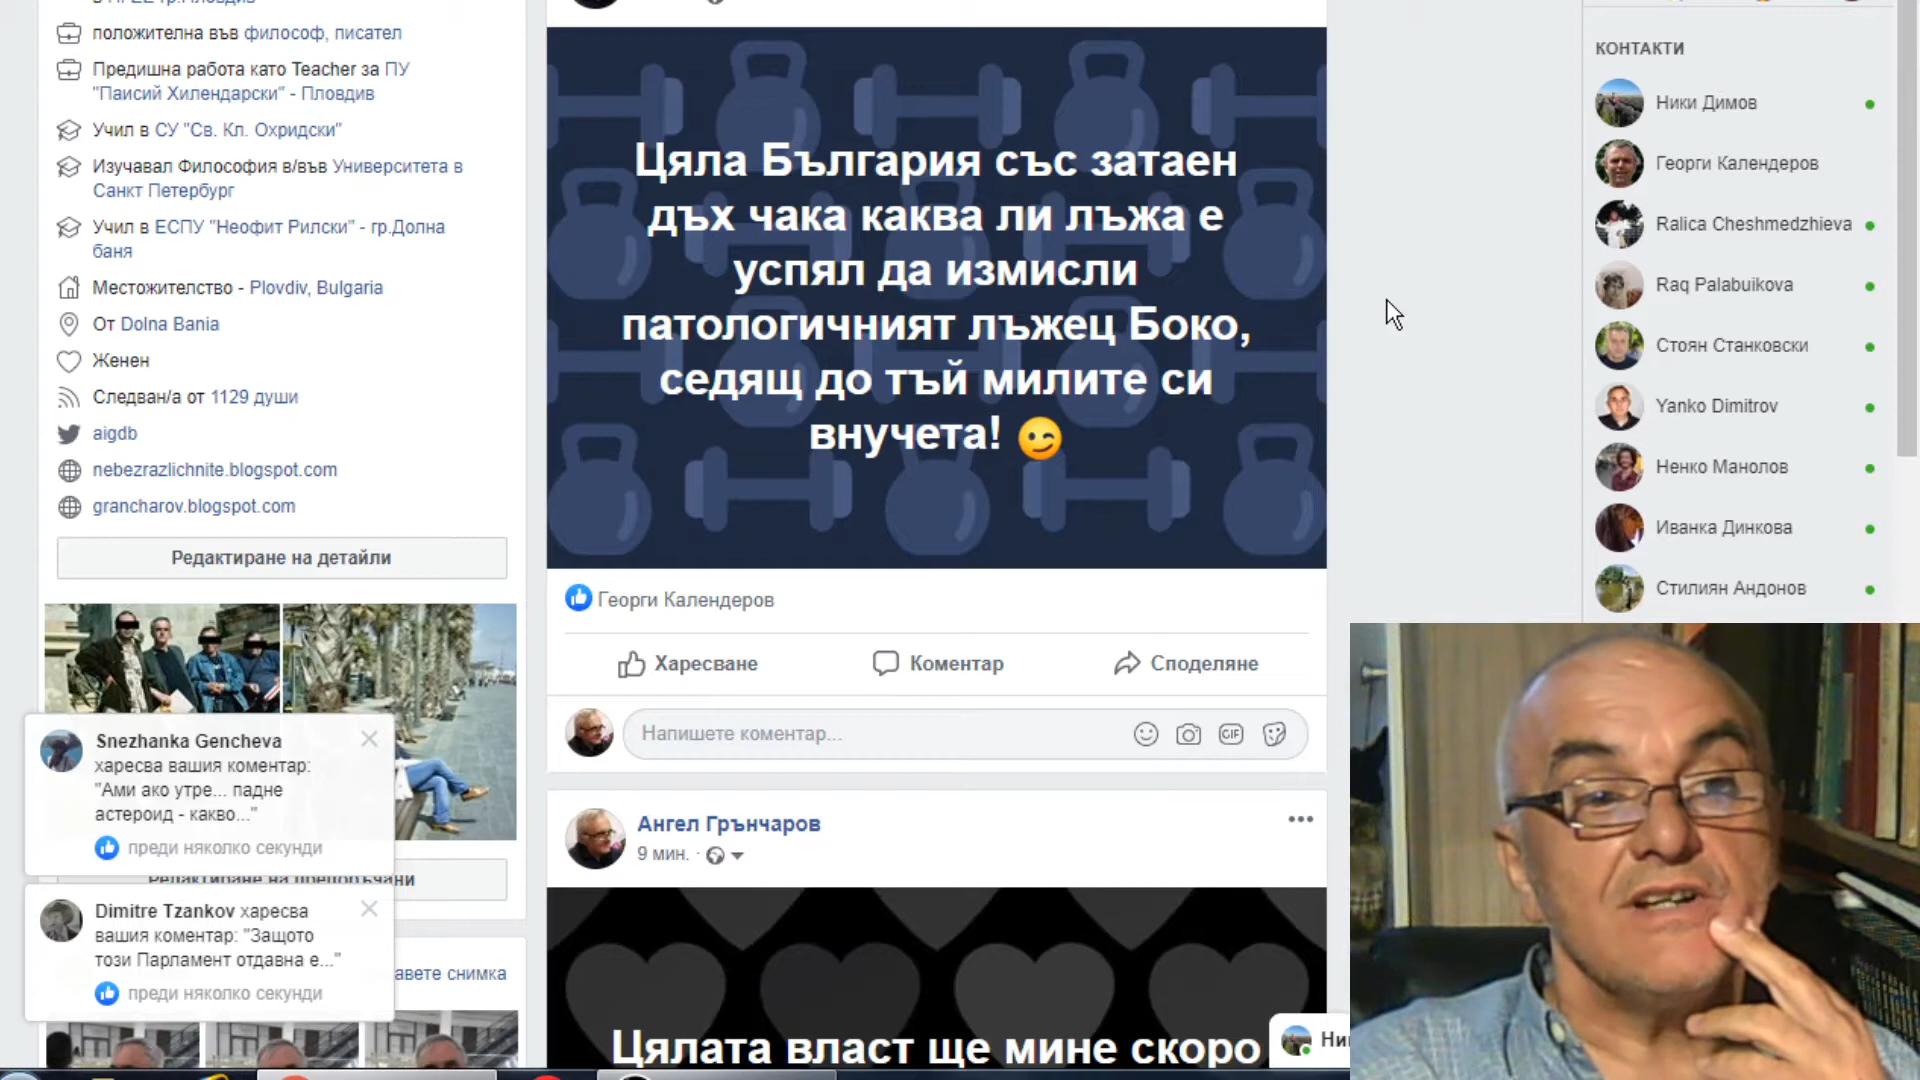 положителна във философ, писател
Предишна работа като Teacher за ПУ
"Паисий Хилендарски" - Пловдив
Учил в СУ "Св. Кл. Охридски"
Изучавал Философия в/във Университета в
Санкт Петербург
Учил в ЕСПУ "Неофит Рилски" - гр.Долна
баня
Местожителство - Plovdiv, Bulgaria
От Dolna Bania
Женен
Следван/а от 1129 души
aigdb
nebezrazlichnite.blogspot.com
grancharov.blogspot.com
Редактиране на детайли
Snezhanka Gencheva
харесва вашия коментар:
"Ами ако утре... падне
астероид - какво..."
преди няколко секунди
Редактиране на препоръчани
Dimitre Tzankov харесва
вашия коментар: "Защото
този Парламент отдавна е..."
преди няколко секунди
авете снимка
Цяла България със затаен
дъх чака каква ли лъжа е
успял да измисли
патологичният лъжец Боко,
седящ до тъй милите си
внучета! 😉
Георги Календеров
Харесване
Коментар
Споделяне
Напишете коментар...
GIF
Ангел Грънчаров
9 мин. ·
Цялата власт ще мине скоро
КОНТАКТИ
Ники Димов
Георги Календеров
Ralica Cheshmedzhieva
Raq Palabuikova
Стоян Станковски
Yanko Dimitrov
Ненко Манолов
Иванка Динкова
Стилиян Андонов